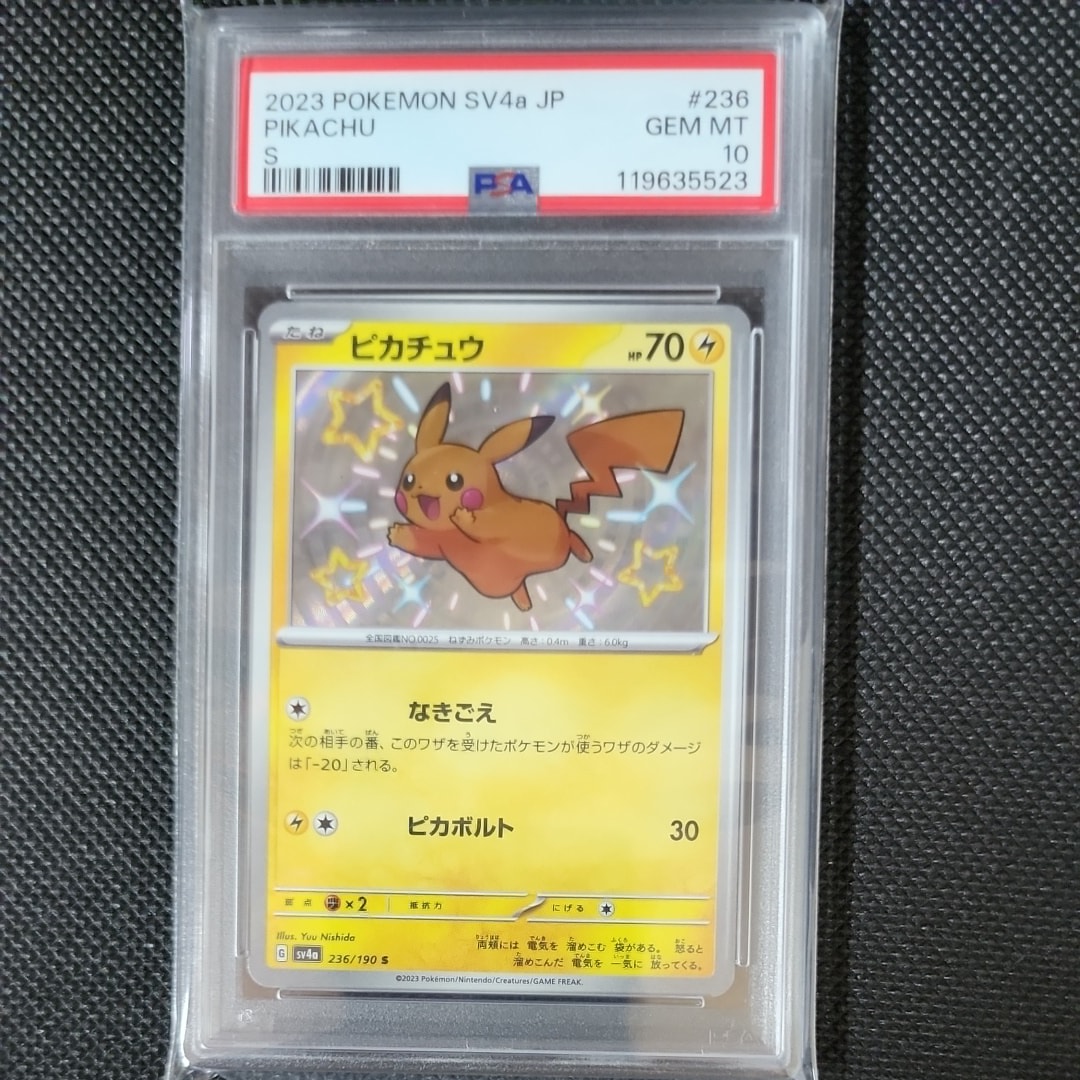 2023 POKEMON SV4a JP #236
PIKACHU GEM MT
S 10
PSA 119635523
たね ピカチュウ HP 70
全国図鑑NO.0025 ねずみポケモン 高さ:0.4m 重さ:6.0kg
なきごえ
次の相手の番、このワザを受けたポケモンが使うワザのダメージ
は「-20」される。
ピカボルト 30
弱点 ×2 抵抗力 にげる
Illus. Yuu Nishida
両頬には 電気を 溜めこむ 袋がある。 怒ると
溜めこんだ 電気を 一気に 放ってくる。
G sv4a 236/190 S
©2023 Pokémon/Nintendo/Creatures/GAME FREAK.